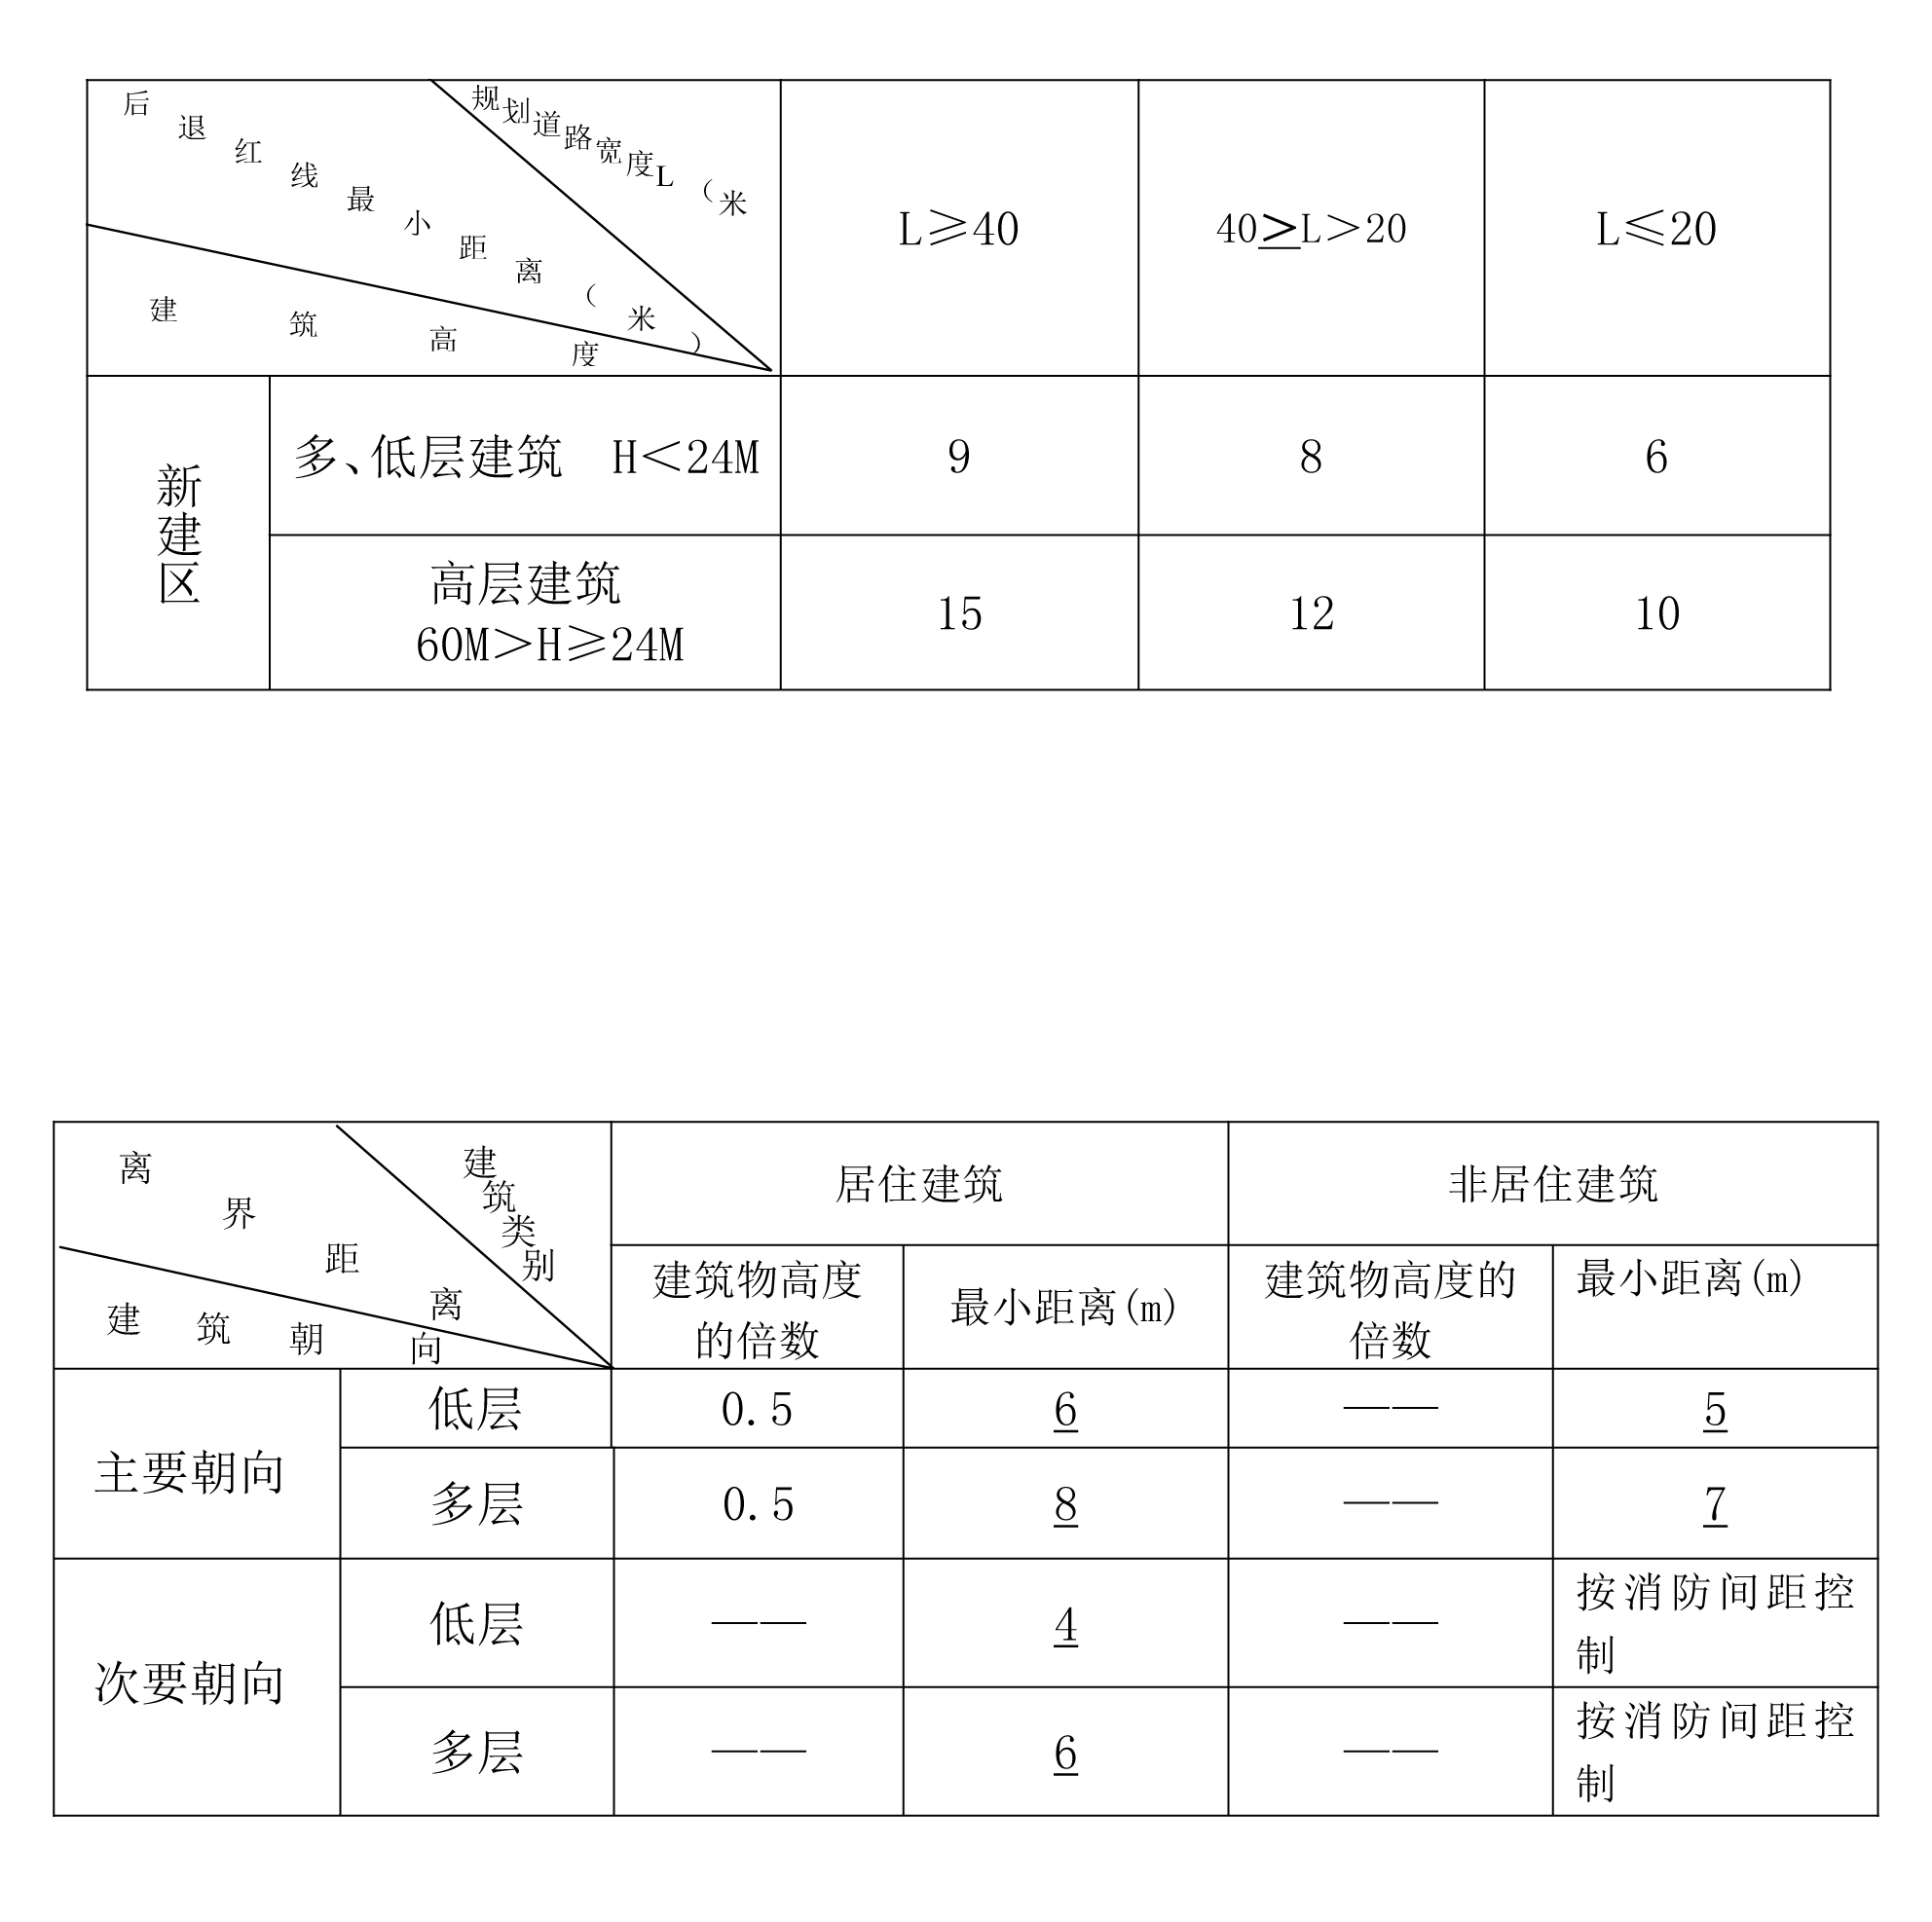 后退红线最小距离(米)
规划道路宽度L(米
建筑高度
L≥40
40≥L>20
L≤20
新建区
多、低层建筑 H<24M
9
8
6
高层建筑
60M>H≥24M
15
12
10
离界距离
建筑类别
建筑朝向
居住建筑
非居住建筑
建筑物高度
的倍数
最小距离(m)
建筑物高度的
倍数
最小距离(m)
主要朝向
低层
0.5
6
——
5
多层
0.5
8
——
7
次要朝向
低层
——
4
——
按消防间距控
制
多层
——
6
——
按消防间距控
制